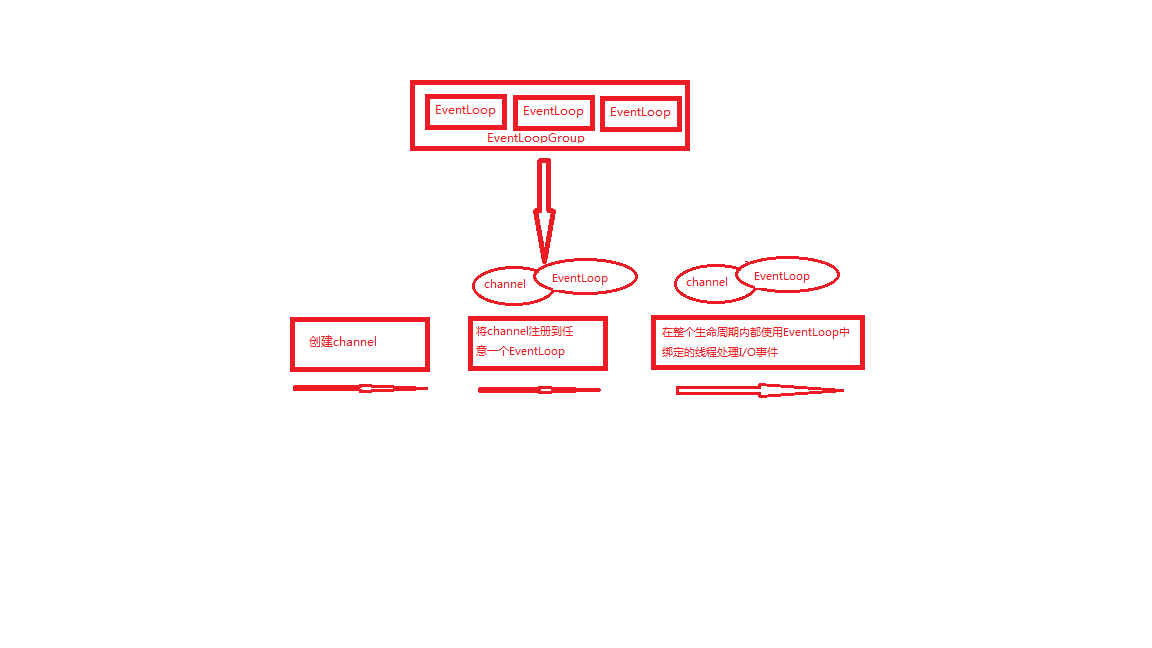 EventLoop
EventLoop
EventLoop
EventLoopGroup
channel
EventLoop
channel
EventLoop
创建channel
将channel注册到任
意一个EventLoop
在整个生命周期内都使用EventLoop中
绑定的线程处理I/O事件